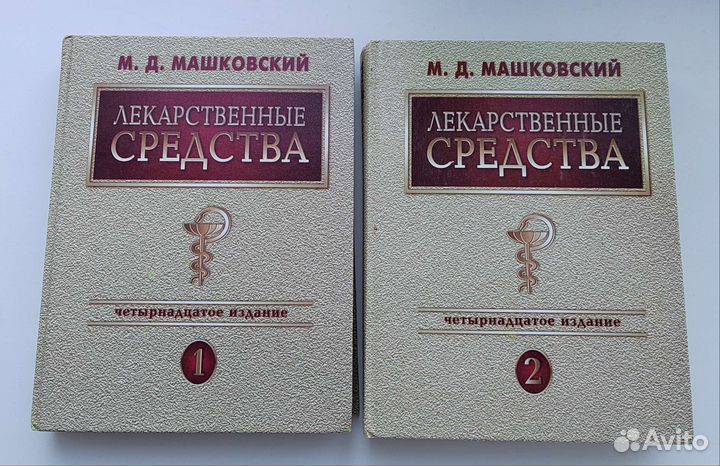 М. Д. МАШКОВСКИЙ
ЛЕКАРСТВЕННЫЕ
СРЕДСТВА
четырнадцатое издание
1
М. Д. МАШКОВСКИЙ
ЛЕКАРСТВЕННЫЕ
СРЕДСТВА
четырнадцатое издание
2
Avito